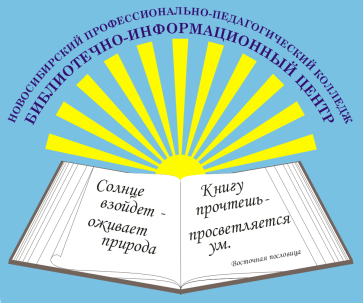 НОВОСИБИРСКИЙ ПРОФЕССИОНАЛЬНО-ПЕДАГОГИЧЕСКИЙ КОЛЛЕДЖ
БИБЛИОТЕЧНО-ИНФОРМАЦИОННЫЙ ЦЕНТР
Солнце
взойдет -
оживает
природа
Книгу
прочтешь-
просветляется
ум.
Восточная пословица